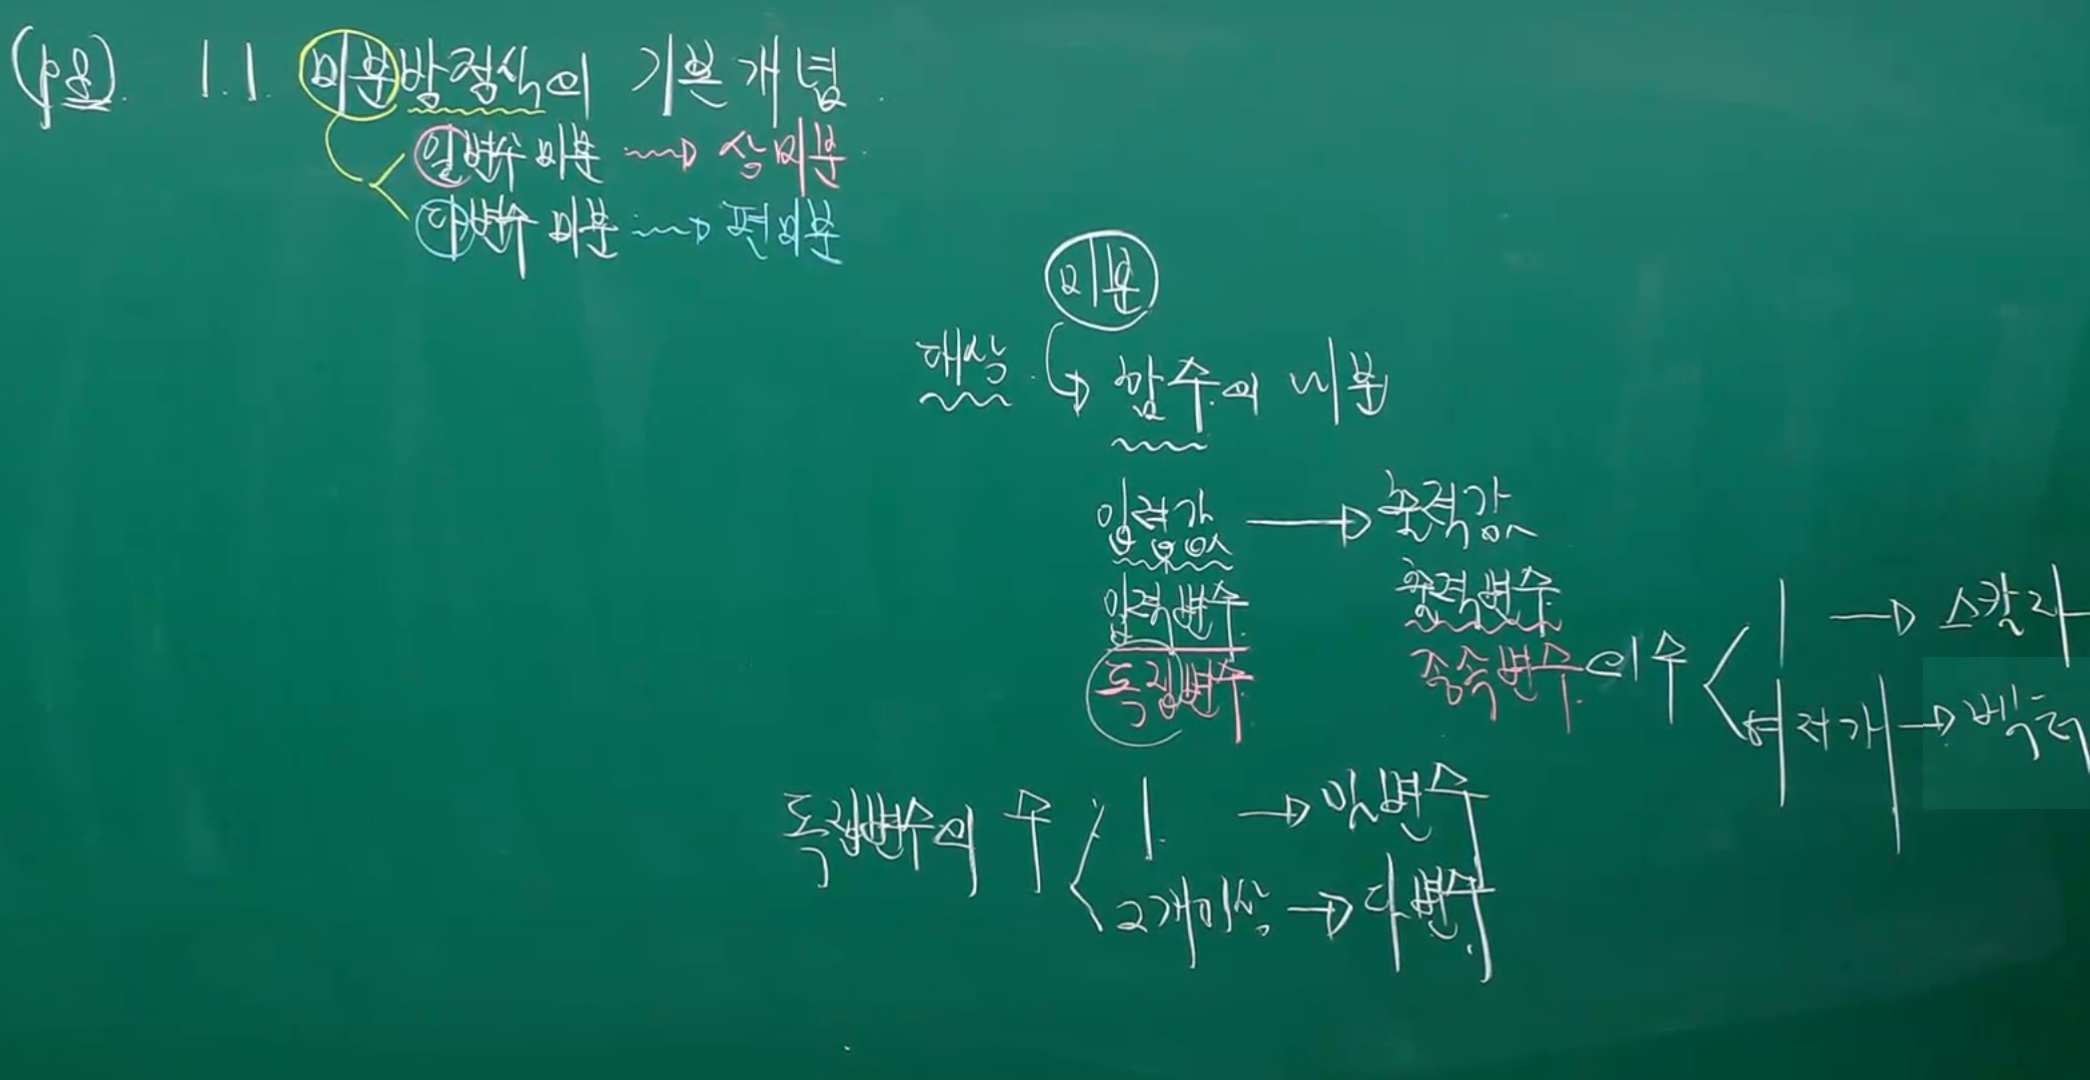 (p8). 1.1. 미분방정식의 기본개념.
일변수 미분 → 상미분.
다변수 미분 → 편미분
미분
대상. → 함수의 미분
입력값 → 출력값
입력변수 출력변수
독립변수 종속변수의 수 < 1 → 스칼라
여러개 → 벡터
독립변수의 수 < 1. → 일변수
2개이상 → 다변수.